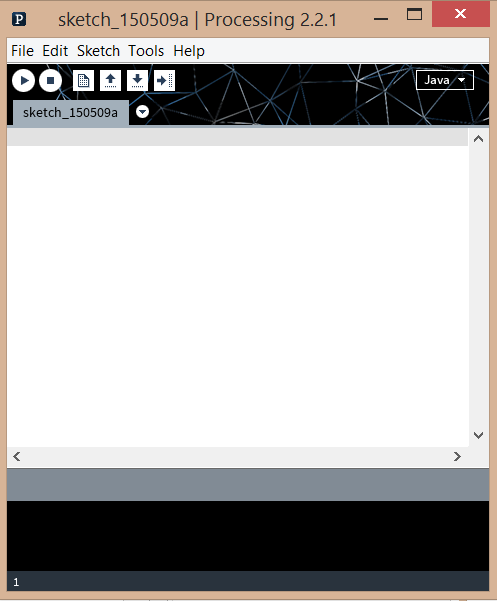 P sketch_150509a | Processing 2.2.1
File Edit Sketch Tools Help
Java
sketch_150509a
1